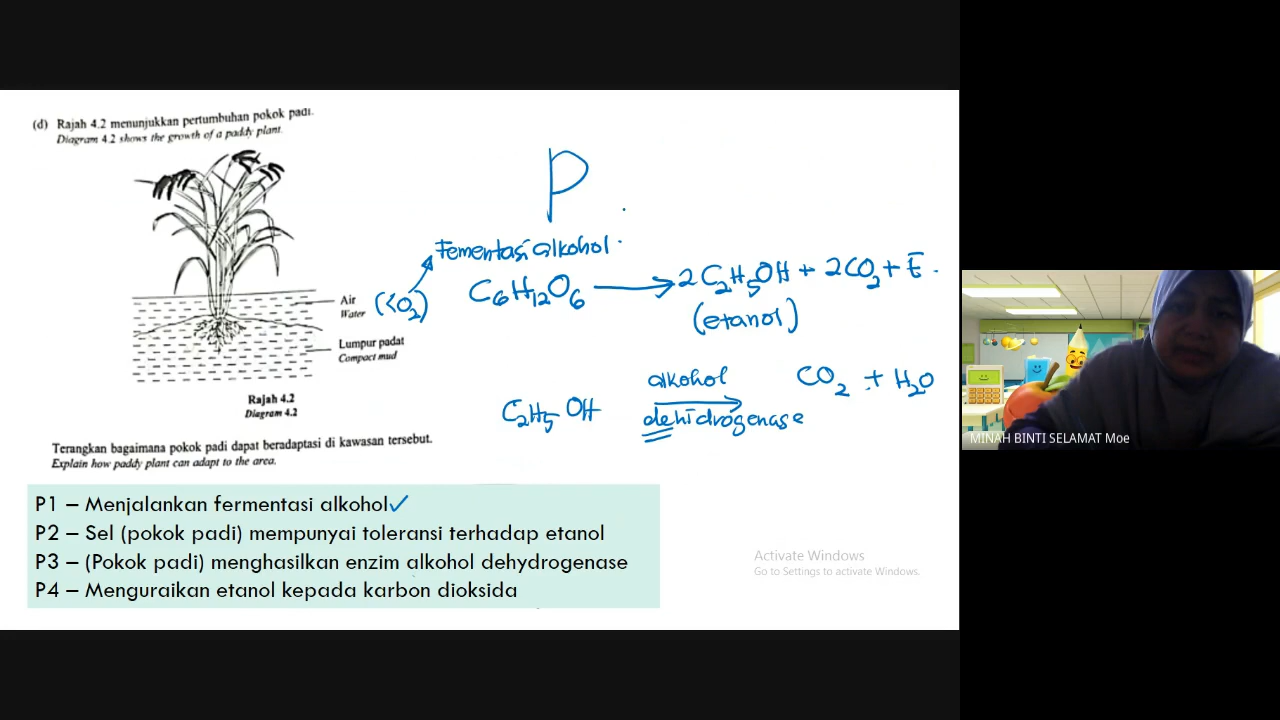 (d) Rajah 4.2 menunjukkan pertumbuhan pokok padi.
Diagram 4.2 shows the growth of a paddy plant.
P
Fementasi alkohol.
C6H12O6 → 2C2H5OH + 2CO2 + E.
(etanol)
Air
Water
(<O2)
Lumpur padat
Compact mud
Rajah 4.2
Diagram 4.2
C2H5OH
alkohol
dehidrogenase
CO2 + H2O
Terangkan bagaimana pokok padi dapat beradaptasi di kawasan tersebut.
Explain how paddy plant can adapt to the area.
P1 – Menjalankan fermentasi alkohol✓
P2 – Sel (pokok padi) mempunyai toleransi terhadap etanol
P3 – (Pokok padi) menghasilkan enzim alkohol dehydrogenase
P4 – Menguraikan etanol kepada karbon dioksida
Activate Windows
Go to Settings to activate Windows.
MINAH BINTI SELAMAT Moe